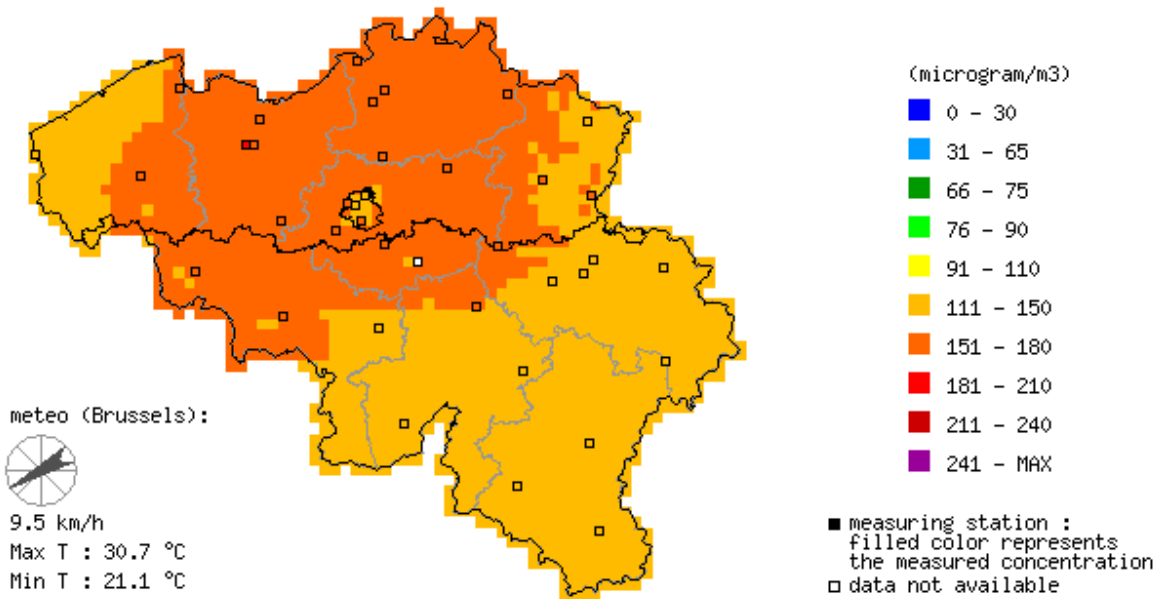 (microgram/m3)
0 - 30
31 - 65
66 - 75
76 - 90
91 - 110
111 - 150
151 - 180
181 - 210
211 - 240
241 - MAX
meteo (Brussels):
9.5 km/h
Max T : 30.7 °C
Min T : 21.1 °C
measuring station :
filled color represents
the measured concentration
data not available